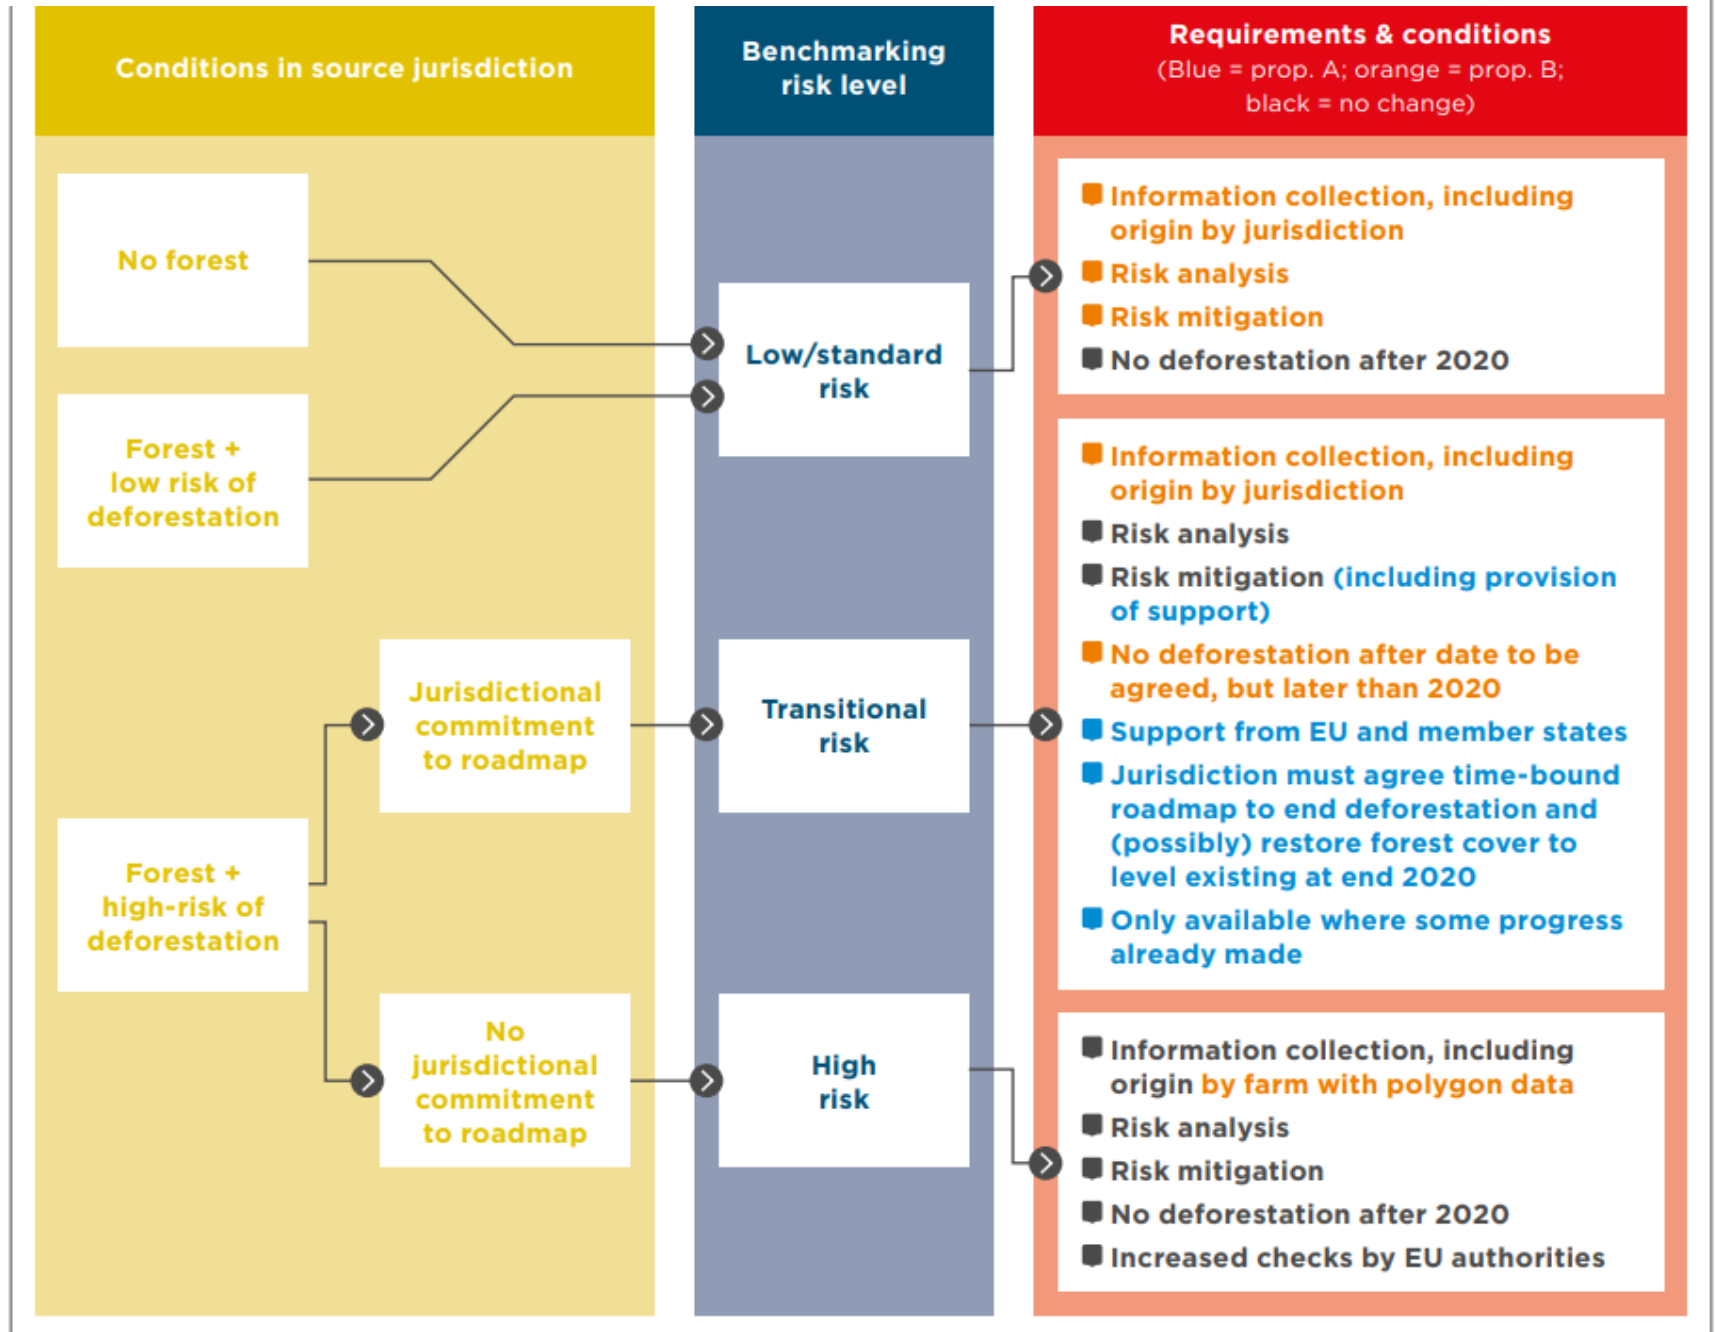 Conditions in source jurisdiction
Benchmarking
risk level
Requirements & conditions
(Blue = prop. A; orange = prop. B;
black = no change)
No forest
Forest +
low risk of
deforestation
Forest +
high-risk of
deforestation
Jurisdictional
commitment
to roadmap
No
jurisdictional
commitment
to roadmap
Low/standard
risk
Transitional
risk
High
risk
Information collection, including
origin by jurisdiction
Risk analysis
Risk mitigation
No deforestation after 2020
Information collection, including
origin by jurisdiction
Risk analysis
Risk mitigation (including provision
of support)
No deforestation after date to be
agreed, but later than 2020
Support from EU and member states
Jurisdiction must agree time-bound
roadmap to end deforestation and
(possibly) restore forest cover to
level existing at end 2020
Only available where some progress
already made
Information collection, including
origin by farm with polygon data
Risk analysis
Risk mitigation
No deforestation after 2020
Increased checks by EU authorities